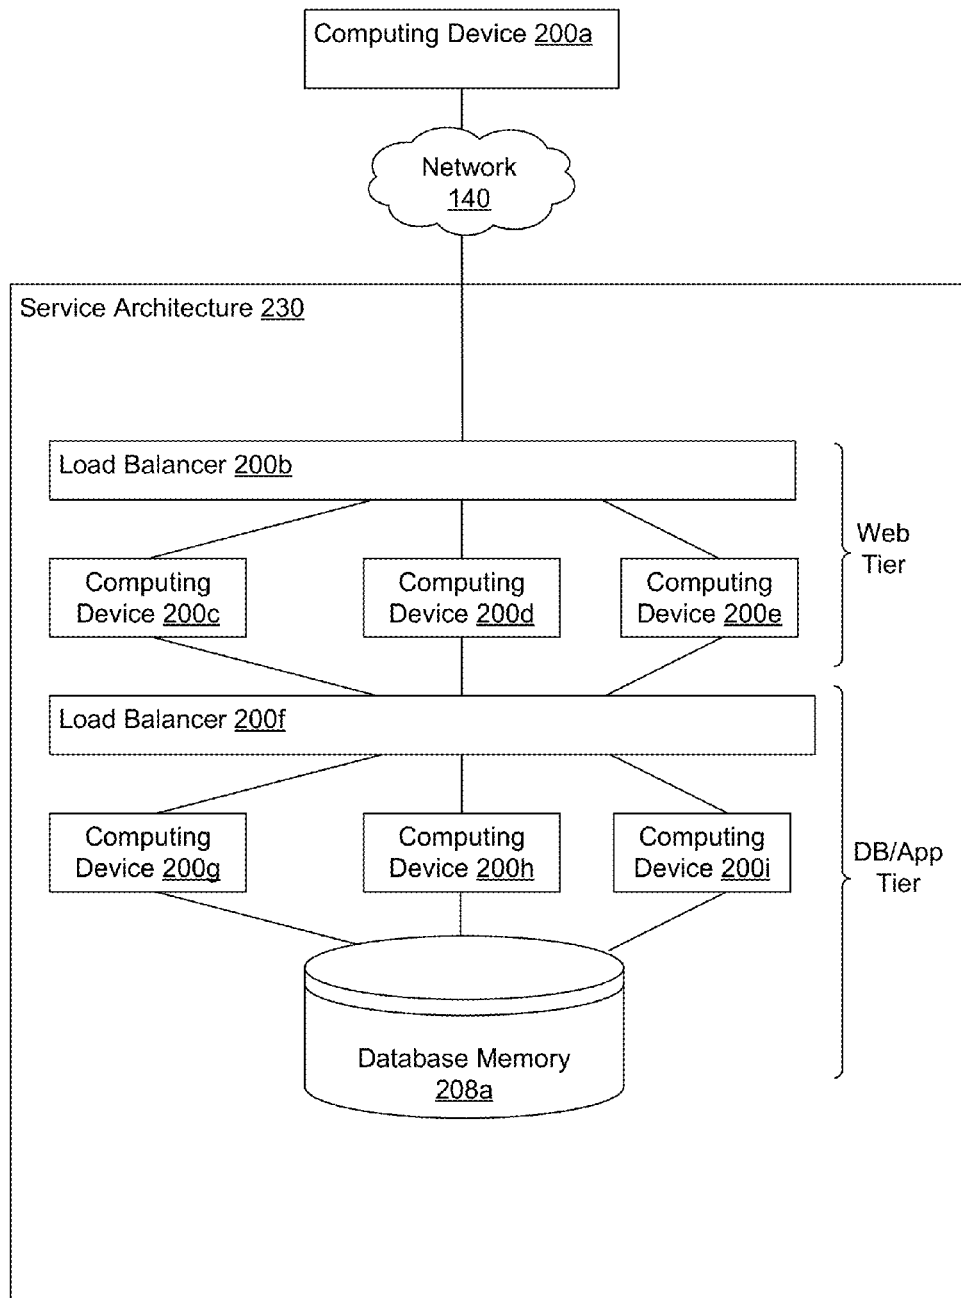 Computing Device 200a
Network
140
Service Architecture 230
Load Balancer 200b
Web
Tier
Computing
Device 200c
Computing
Device 200d
Computing
Device 200e
Load Balancer 200f
Computing
Device 200g
Computing
Device 200h
Computing
Device 200i
DB/App
Tier
Database Memory
208a